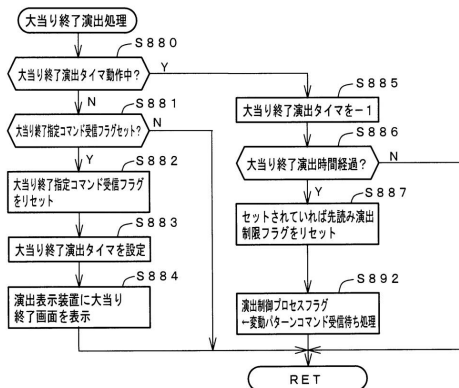 大当り終了演出処理
S880
大当り終了演出タイマ動作中?
Y
N
S881
大当り終了指定コマンド受信フラグセット?
N
Y
S882
大当り終了指定コマンド受信フラグ
をリセット
S883
大当り終了演出タイマを設定
S884
演出表示装置に大当り
終了画面を表示
S885
大当り終了演出タイマを−1
S886
大当り終了演出時間経過?
N
Y
S887
セットされていれば先読み演出
制限フラグをリセット
S892
演出制御プロセスフラグ
←変動パターンコマンド受信待ち処理
RET